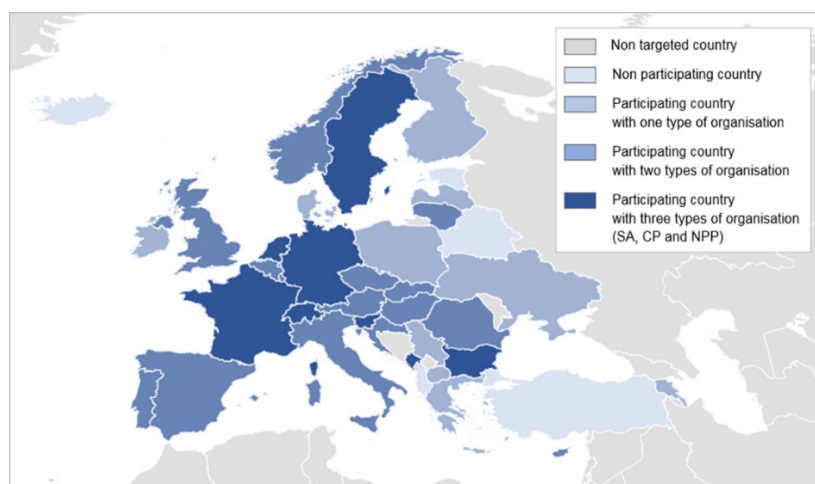 Non targeted country
Non participating country
Participating country
with one type of organisation
Participating country
with two types of organisation
Participating country
with three types of organisation
(SA, CP and NPP)